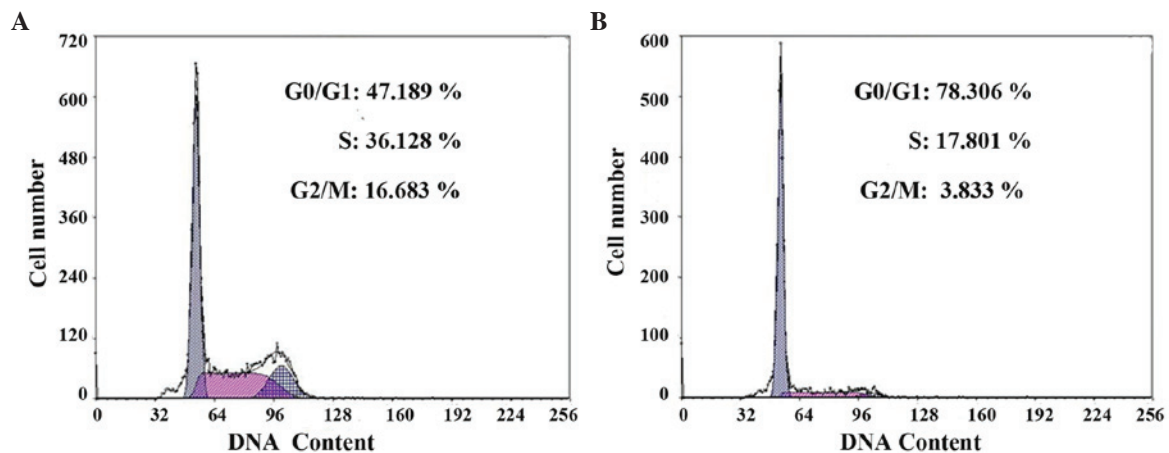 A
720
600
480
360
240
120
0
Cell number
G0/G1: 47.189 %
S: 36.128 %
G2/M: 16.683 %
0 32 64 96 128 160 192 224 256
DNA Content
B
600
500
400
300
200
100
0
Cell number
G0/G1: 78.306 %
S: 17.801 %
G2/M: 3.833 %
0 32 64 96 128 160 192 224 256
DNA Content